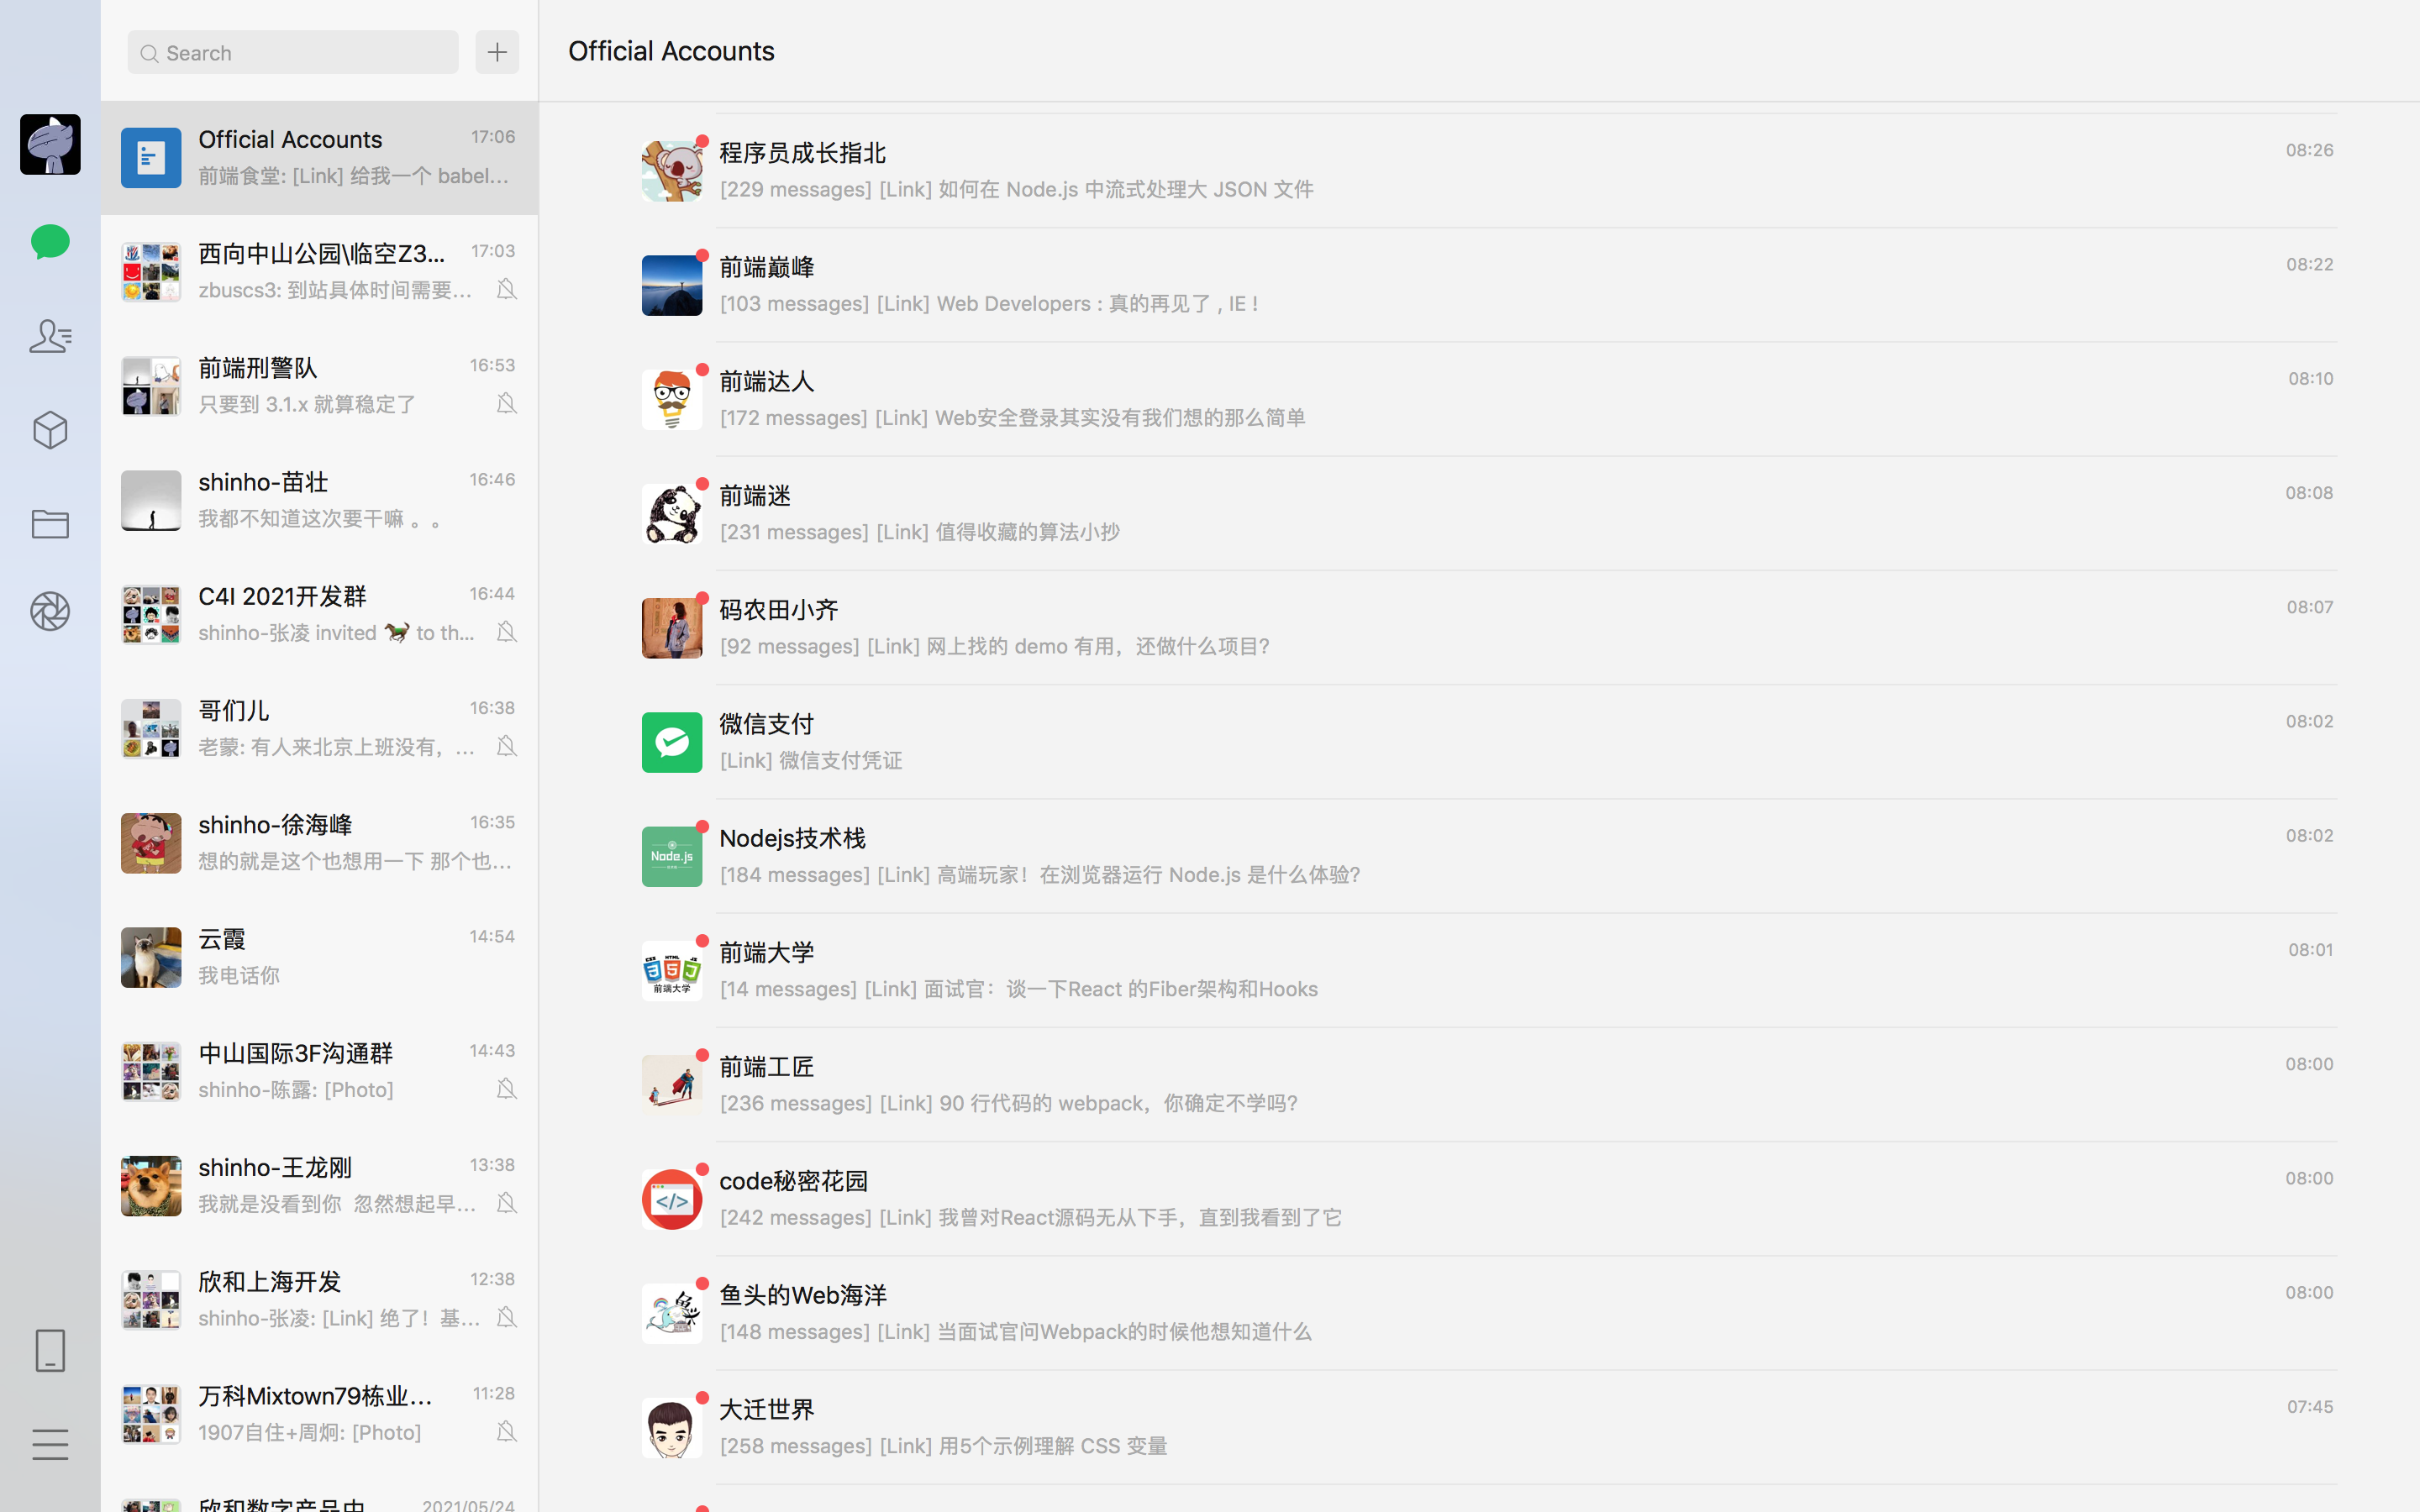 Search
Official Accounts
17:06
前端食堂: [Link] 给我一个 babel...
西向中山公园\临空Z3...
17:03
zbuscs3: 到站具体时间需要...
前端刑警队
16:53
只要到 3.1.x 就算稳定了
shinho-苗壮
16:46
我都不知道这次要干嘛 。。
C4I 2021开发群
16:44
shinho-张凌 invited 🐎 to th...
哥们儿
16:38
老蒙: 有人来北京上班没有，...
shinho-徐海峰
16:35
想的就是这个也想用一下 那个也...
云霞
14:54
我电话你
中山国际3F沟通群
14:43
shinho-陈露: [Photo]
shinho-王龙刚
13:38
我就是没看到你 忽然想起早...
欣和上海开发
12:38
shinho-张凌: [Link] 绝了！基...
万科Mixtown79栋业...
11:28
1907自住+周炯: [Photo]
欣和数字产品中
2021/05/24
Official Accounts
程序员成长指北
08:26
[229 messages] [Link] 如何在 Node.js 中流式处理大 JSON 文件
前端巅峰
08:22
[103 messages] [Link] Web Developers : 真的再见了 , IE !
前端达人
08:10
[172 messages] [Link] Web安全登录其实没有我们想的那么简单
前端迷
08:08
[231 messages] [Link] 值得收藏的算法小抄
码农田小齐
08:07
[92 messages] [Link] 网上找的 demo 有用，还做什么项目?
微信支付
08:02
[Link] 微信支付凭证
Node.js
Nodejs技术栈
08:02
[184 messages] [Link] 高端玩家！在浏览器运行 Node.js 是什么体验?
CSS HTML JS
前端大学
前端大学
08:01
[14 messages] [Link] 面试官：谈一下React 的Fiber架构和Hooks
前端工匠
08:00
[236 messages] [Link] 90 行代码的 webpack，你确定不学吗?
</>
code秘密花园
08:00
[242 messages] [Link] 我曾对React源码无从下手，直到我看到了它
鱼头
鱼头的Web海洋
08:00
[148 messages] [Link] 当面试官问Webpack的时候他想知道什么
大迁世界
07:45
[258 messages] [Link] 用5个示例理解 CSS 变量